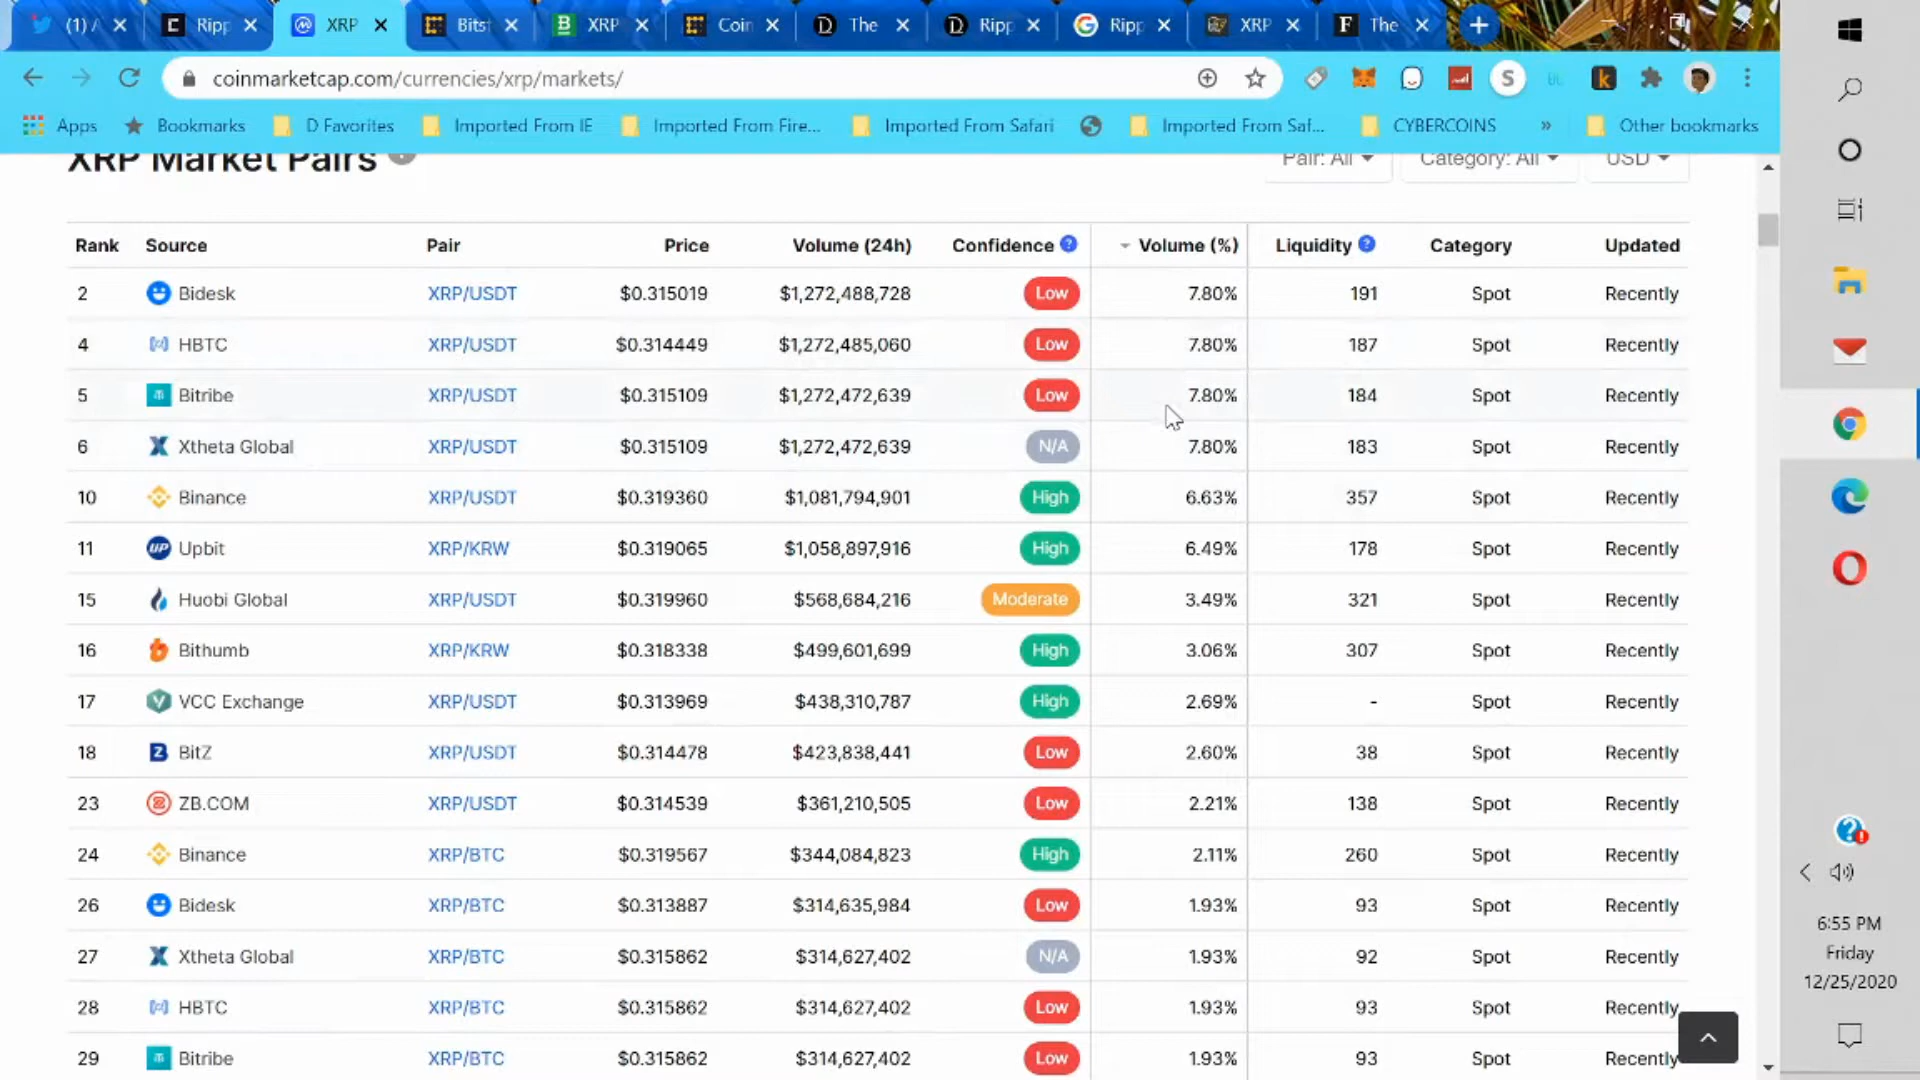 (1) / XRP Bits XRP Coin The Ripp Ripp XRP The
coinmarketcap.com/currencies/xrp/markets/
Apps Bookmarks D Favorites Imported From IE Imported From Fire... Imported From Safari Imported From Saf... CYBERCOINS » Other bookmarks
XRP Market Pairs Pair: All Category: All USD
Rank Source Pair Price Volume (24h) Confidence ? Volume (%) Liquidity ? Category Updated
2 Bidesk XRP/USDT $0.315019 $1,272,488,728 Low 7.80% 191 Spot Recently
4 HBTC XRP/USDT $0.314449 $1,272,485,060 Low 7.80% 187 Spot Recently
5 Bitribe XRP/USDT $0.315109 $1,272,472,639 Low 7.80% 184 Spot Recently
6 Xtheta Global XRP/USDT $0.315109 $1,272,472,639 N/A 7.80% 183 Spot Recently
10 Binance XRP/USDT $0.319360 $1,081,794,901 High 6.63% 357 Spot Recently
11 UP Upbit XRP/KRW $0.319065 $1,058,897,916 High 6.49% 178 Spot Recently
15 Huobi Global XRP/USDT $0.319960 $568,684,216 Moderate 3.49% 321 Spot Recently
16 Bithumb XRP/KRW $0.318338 $499,601,699 High 3.06% 307 Spot Recently
17 VCC Exchange XRP/USDT $0.313969 $438,310,787 High 2.69% - Spot Recently
18 BitZ XRP/USDT $0.314478 $423,838,441 Low 2.60% 38 Spot Recently
23 ZB.COM XRP/USDT $0.314539 $361,210,505 Low 2.21% 138 Spot Recently
24 Binance XRP/BTC $0.319567 $344,084,823 High 2.11% 260 Spot Recently
26 Bidesk XRP/BTC $0.313887 $314,635,984 Low 1.93% 93 Spot Recently
27 Xtheta Global XRP/BTC $0.315862 $314,627,402 N/A 1.93% 92 Spot Recently
28 HBTC XRP/BTC $0.315862 $314,627,402 Low 1.93% 93 Spot Recently
29 Bitribe XRP/BTC $0.315862 $314,627,402 Low 1.93% 93 Spot Recently
6:55 PM
Friday
12/25/2020